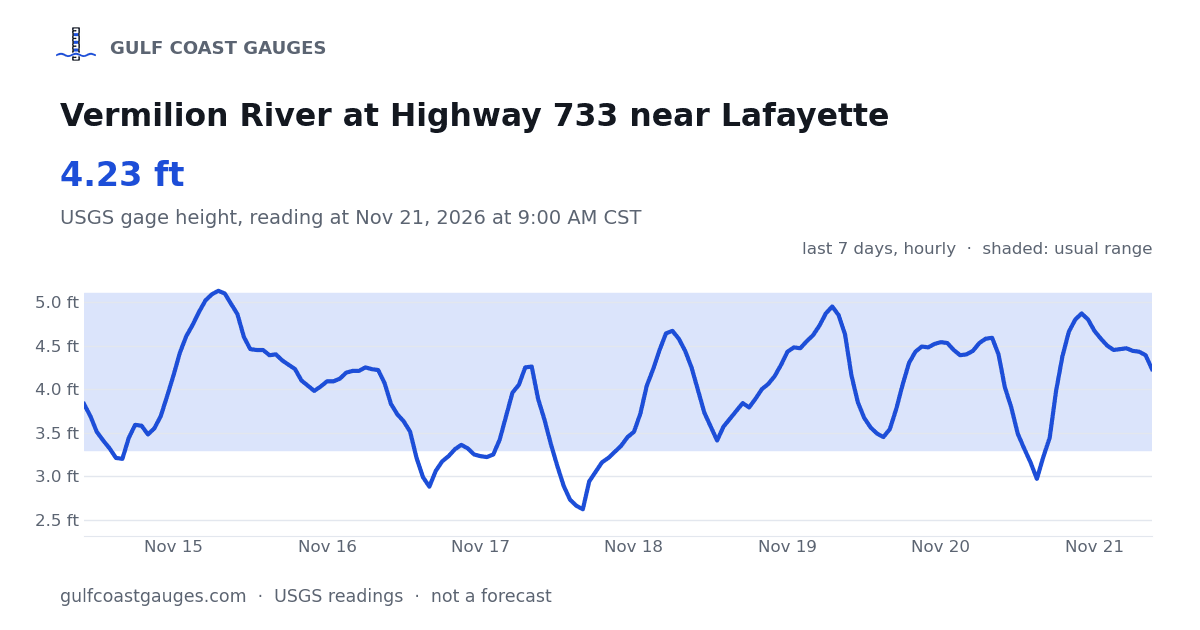 GULF COAST GAUGES
Vermilion River at Highway 733 near Lafayette
4.23 ft
USGS gage height, reading at Nov 21, 2026 at 9:00 AM CST
last 7 days, hourly · shaded: usual range
5.0 ft
4.5 ft
4.0 ft
3.5 ft
3.0 ft
2.5 ft
Nov 15 Nov 16 Nov 17 Nov 18 Nov 19 Nov 20 Nov 21
gulfcoastgauges.com · USGS readings · not a forecast